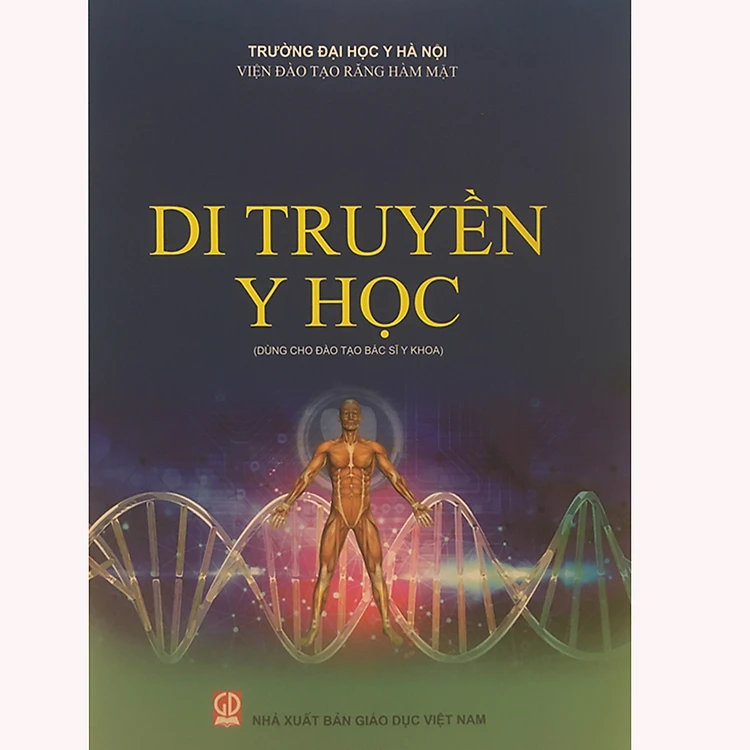 TRƯỜNG ĐẠI HỌC Y HÀ NỘI
VIỆN ĐÀO TẠO RĂNG HÀM MẶT
DI TRUYỀN
Y HỌC
(DÙNG CHO ĐÀO TẠO BÁC SĨ Y KHOA)
GD
NHÀ XUẤT BẢN GIÁO DỤC VIỆT NAM